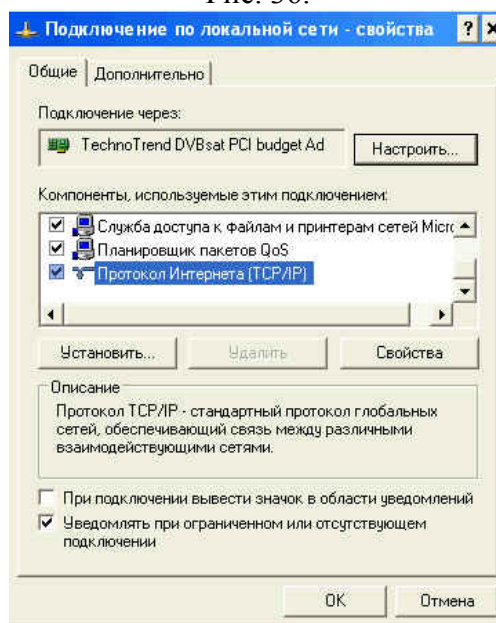 Подключение по локальной сети - свойства
Общие
Дополнительно
Подключение через:
TechnoTrend DVBsat PCI budget Ad
Настроить...
Компоненты, используемые этим подключением:
Служба доступа к файлам и принтерам сетей Micr
Планировщик пакетов QoS
Протокол Интернета (TCP/IP)
Установить...
Удалить
Свойства
Описание
Протокол TCP/IP - стандартный протокол глобальных
сетей, обеспечивающий связь между различными
взаимодействующими сетями.
При подключении вывести значок в области уведомлений
Уведомлять при ограниченном или отсутствующем
подключении
OK
Отмена